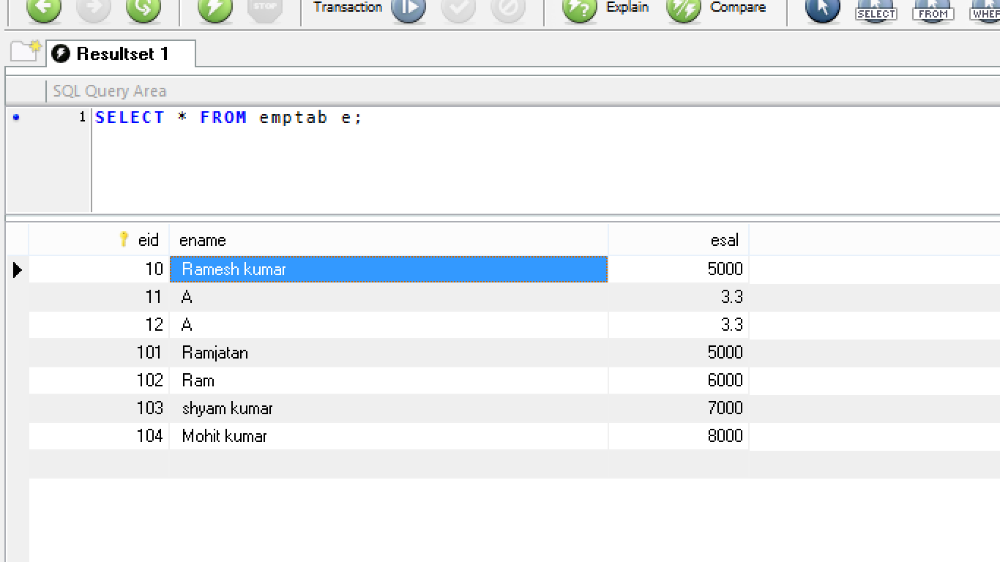 STOP Transaction Explain Compare SELECT FROM
Resultset 1
SQL Query Area
1 SELECT * FROM emptab e;
eid ename esal
10 Ramesh kumar 5000
11 A 3.3
12 A 3.3
101 Ramjatan 5000
102 Ram 6000
103 shyam kumar 7000
104 Mohit kumar 8000